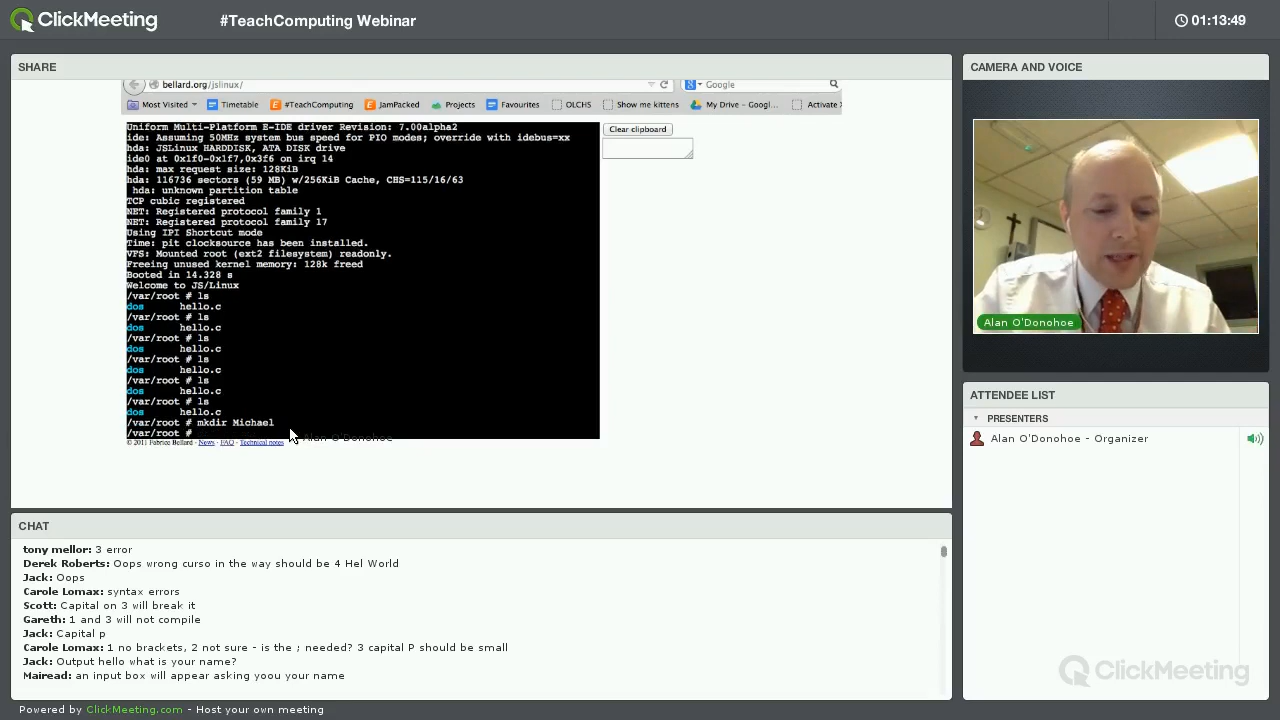 ClickMeeting
#TeachComputing Webinar
01:13:49
SHARE
bellard.org/jslinux/
Google
Most Visited
Timetable
#TeachComputing
JamPacked
Projects
Favourites
OLCHS
Show me kittens
My Drive – Googl...
Activate
Uniform Multi-Platform E-IDE driver Revision: 7.00alpha2
ide: Assuming 50MHz system bus speed for PIO modes; override with idebus=xx
hda: JSLinux HARDDISK, ATA DISK drive
ide0 at 0x1f0-0x1f7,0x3f6 on irq 14
hda: max request size: 128KiB
hda: 116736 sectors (59 MB) w/256KiB Cache, CHS=115/16/63
hda: unknown partition table
TCP cubic registered
NET: Registered protocol family 1
NET: Registered protocol family 17
Using IPI Shortcut mode
Time: pit clocksource has been installed.
VFS: Mounted root (ext2 filesystem) readonly.
Freeing unused kernel memory: 128k freed
Booted in 14.328 s
Welcome to JS/Linux
/var/root # ls
dos hello.c
/var/root # ls
dos hello.c
/var/root # ls
dos hello.c
/var/root # ls
dos hello.c
/var/root # ls
dos hello.c
/var/root # ls
dos hello.c
/var/root # mkdir Michael
/var/root #
Alan O'Donohoe
© 2011 Fabrice Bellard - News - FAQ - Technical notes
Clear clipboard
CAMERA AND VOICE
Alan O'Donohoe
ATTENDEE LIST
PRESENTERS
Alan O'Donohoe - Organizer
CHAT
tony mellor: 3 error
Derek Roberts: Oops wrong curso in the way should be 4 Hel World
Jack: Oops
Carole Lomax: syntax errors
Scott: Capital on 3 will break it
Gareth: 1 and 3 will not compile
Jack: Capital p
Carole Lomax: 1 no brackets, 2 not sure - is the ; needed? 3 capital P should be small
Jack: Output hello what is your name?
Mairead: an input box will appear asking yoou your name
ClickMeeting
Powered by ClickMeeting.com - Host your own meeting